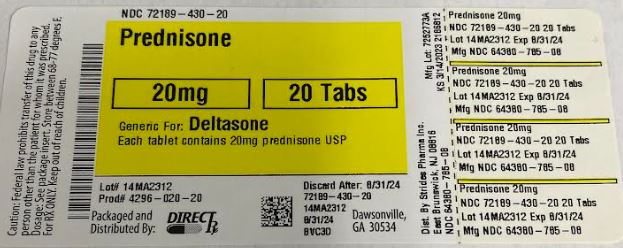 NDC 72189-430-20
Prednisone
20mg
20 Tabs
Generic For: Deltasone
Each tablet contains 20mg prednisone USP
Caution: Federal law prohibits transfer of this drug to any
person other than the patient for whom it was prescribed.
Dosage: See package insert. Store between 68-77 degrees F.
For RX ONLY. Keep out of reach of children.
Lot# 14MA2312
Prod# 4296-020-20
Packaged and
Distributed By:
DIRECT Rx
Discard After: 8/31/24
72189-430-20
14MA2312
8/31/24
BVC3D
Dawsonville,
GA 30534
Mfg Lot: 7252773A
KS 3/14/2023 2166812
Dist. By Strides Pharma Inc.
East Brunswick, NJ 08816
NDC 64380-785-08
Prednisone 20mg
NDC 72189-430-20 20 Tabs
Lot 14MA2312 Exp 8/31/24
Mfg NDC 64380-785-08
Prednisone 20mg
NDC 72189-430-20 20 Tabs
Lot 14MA2312 Exp 8/31/24
Mfg NDC 64380-785-08
Prednisone 20mg
NDC 72189-430-20 20 Tabs
Lot 14MA2312 Exp 8/31/24
Mfg NDC 64380-785-08
Prednisone 20mg
NDC 72189-430-20 20 Tabs
Lot 14MA2312 Exp 8/31/24
Mfg NDC 64380-785-08